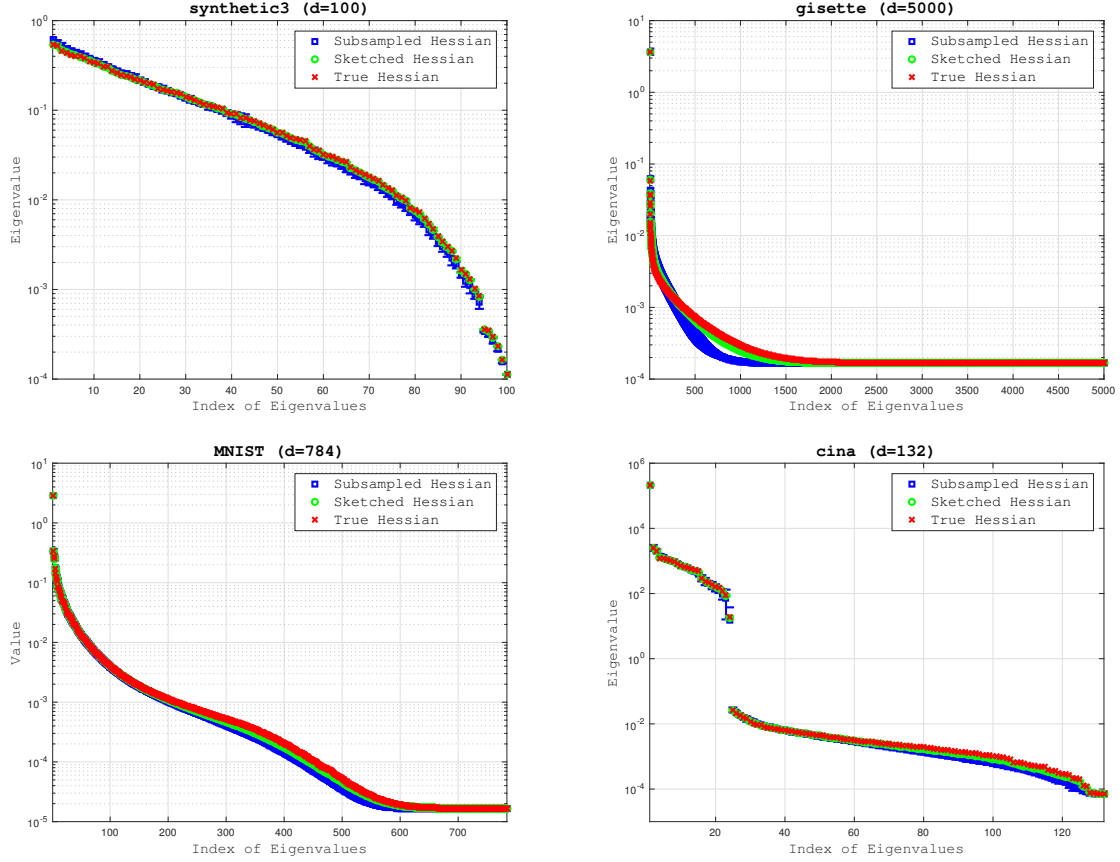 synthetic3 (d=100)
Subsampled Hessian
Sketched Hessian
True Hessian
10^0
10^-1
10^-2
10^-3
10^-4
Eigenvalue
10 20 30 40 50 60 70 80 90 100
Index of Eigenvalues
gisette (d=5000)
Subsampled Hessian
Sketched Hessian
True Hessian
10^1
10^0
10^-1
10^-2
10^-3
10^-4
Eigenvalue
500 1000 1500 2000 2500 3000 3500 4000 4500 5000
Index of Eigenvalues
MNIST (d=784)
Subsampled Hessian
Sketched Hessian
True Hessian
10^1
10^0
10^-1
10^-2
10^-3
10^-4
10^-5
Value
100 200 300 400 500 600 700
Index of Eigenvalues
cina (d=132)
Subsampled Hessian
Sketched Hessian
True Hessian
10^6
10^4
10^2
10^0
10^-2
10^-4
Eigenvalue
20 40 60 80 100 120
Index of Eigenvalues